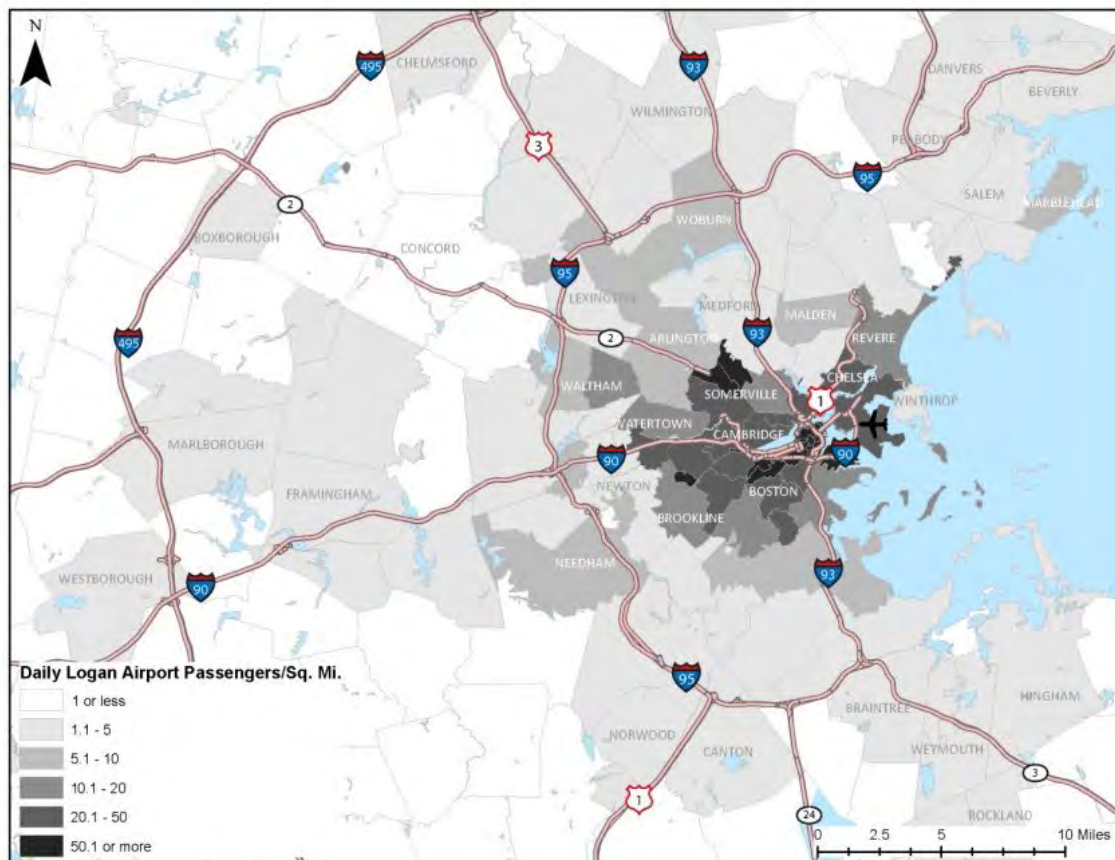 N
495
CHELMSFORD
93
DANVERS
BEVERLY
WILMINGTON
3
PEABODY
95
SALEM
MARBLEHEAD
2
WOBURN
BOXBOROUGH
CONCORD
95
LEXINGTON
MEDFORD
MALDEN
2
ARLINGTON
93
REVERE
495
WALTHAM
CHELSEA
SOMERVILLE
1
WINTHROP
WATERTOWN
CAMBRIDGE
MARLBOROUGH
90
90
NEWTON
FRAMINGHAM
BOSTON
BROOKLINE
NEEDHAM
93
WESTBOROUGH
90
Daily Logan Airport Passengers/Sq. Mi.
1 or less
1.1 - 5
5.1 - 10
10.1 - 20
20.1 - 50
50.1 or more
95
HINGHAM
BRAINTREE
NORWOOD
CANTON
WEYMOUTH
3
1
24
ROCKLAND
0 2.5 5 10 Miles